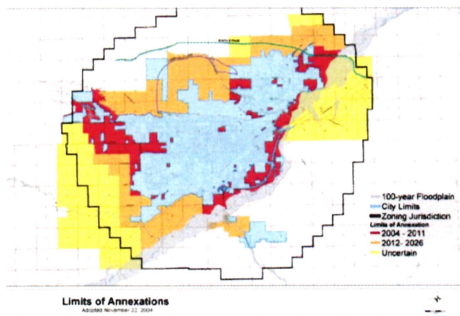 100-year Floodplain
City Limits
Zoning Jurisdiction
Limits of Annexation
2004 - 2011
2012- 2026
Uncertain
Limits of Annexations
Adopted November 22, 2004